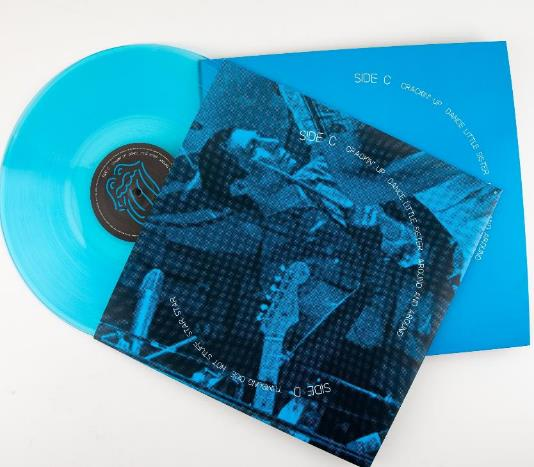 SIDE C CRACKIN' UP DANCE LITTLE SISTER AND AROUND
SIDE C CRACKIN' UP DANCE LITTLE SISTER AROUND AND AROUND
SIDE D TUMBLING DICE HOT STUFF STAR STAR